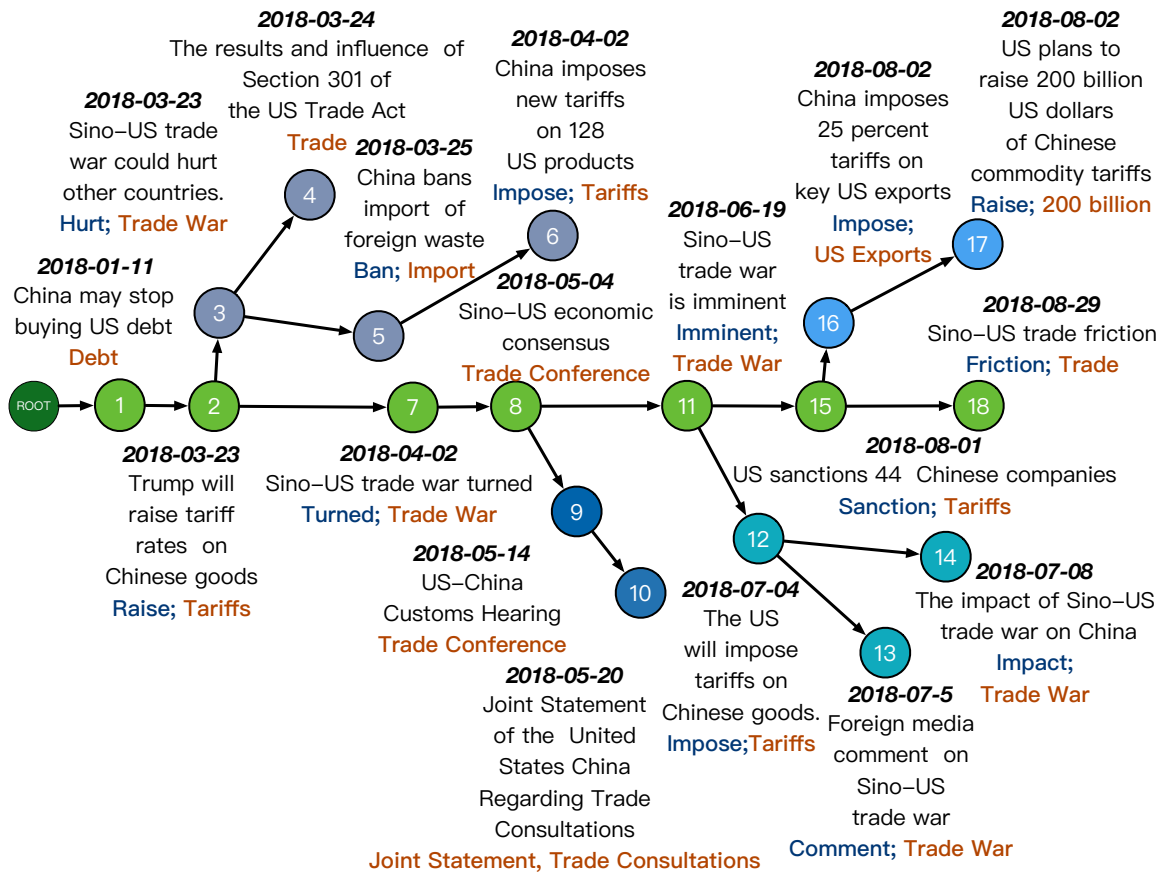 2018-03-24
The results and influence of
Section 301 of
the US Trade Act
Trade
2018-04-02
China imposes
new tariffs
on 128
US products
Impose; Tariffs
2018-08-02
US plans to
raise 200 billion
US dollars
of Chinese
commodity tariffs
Raise; 200 billion
2018-08-02
China imposes
25 percent
tariffs on
key US exports
Impose;
US Exports
2018-03-23
Sino-US trade
war could hurt
other countries.
Hurt; Trade War
2018-03-25
China bans
import of
foreign waste
Ban; Import
2018-06-19
Sino-US
trade war
is imminent
Imminent;
Trade War
2018-01-11
China may stop
buying US debt
Debt
2018-05-04
Sino-US economic
consensus
Trade Conference
2018-08-29
Sino-US trade friction
Friction; Trade
4
6
17
3
5
16
ROOT
1
2
7
8
11
15
18
2018-03-23
Trump will
raise tariff
rates on
Chinese goods
Raise; Tariffs
2018-04-02
Sino-US trade war turned
Turned; Trade War
2018-08-01
US sanctions 44 Chinese companies
Sanction; Tariffs
9
12
14
10
13
2018-05-14
US-China
Customs Hearing
Trade Conference
2018-07-04
The US
will impose
tariffs on
Chinese goods.
Impose;Tariffs
2018-07-08
The impact of Sino-US
trade war on China
Impact;
Trade War
2018-05-20
Joint Statement
of the United
States China
Regarding Trade
Consultations
Joint Statement, Trade Consultations
2018-07-5
Foreign media
comment on
Sino-US
trade war
Comment; Trade War